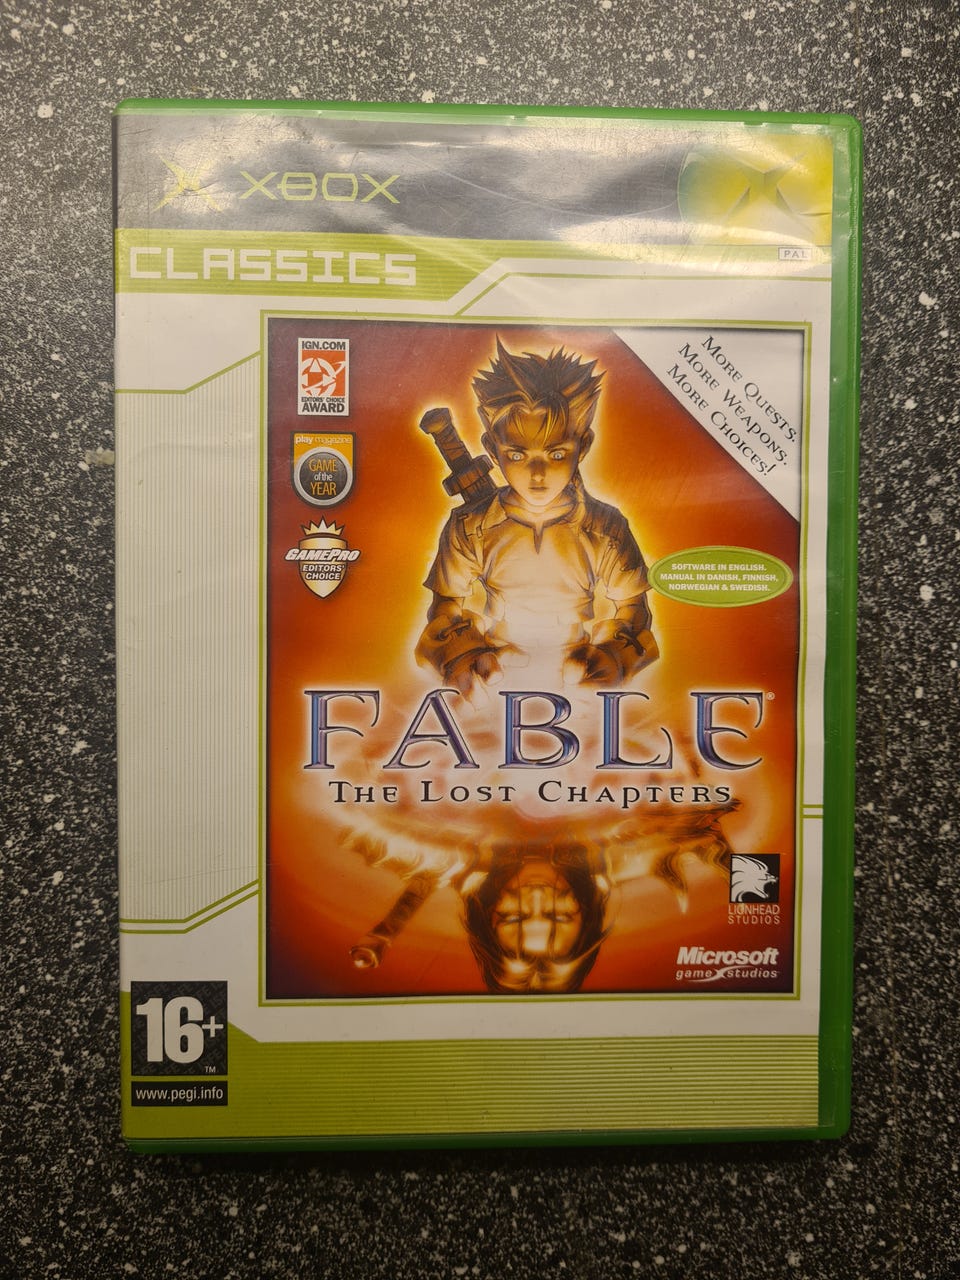 XBOX
CLASSICS
PAL
IGN.COM
EDITORS' CHOICE
AWARD
More Quests.
More Weapons.
More Choices!
play magazine
GAME
of the
YEAR
GamePro
EDITORS'
CHOICE
SOFTWARE IN ENGLISH.
MANUAL IN DANISH, FINNISH,
NORWEGIAN & SWEDISH.
FABLE®
The Lost Chapters
LIONHEAD
STUDIOS
Microsoft
game studios
16+
TM
www.pegi.info